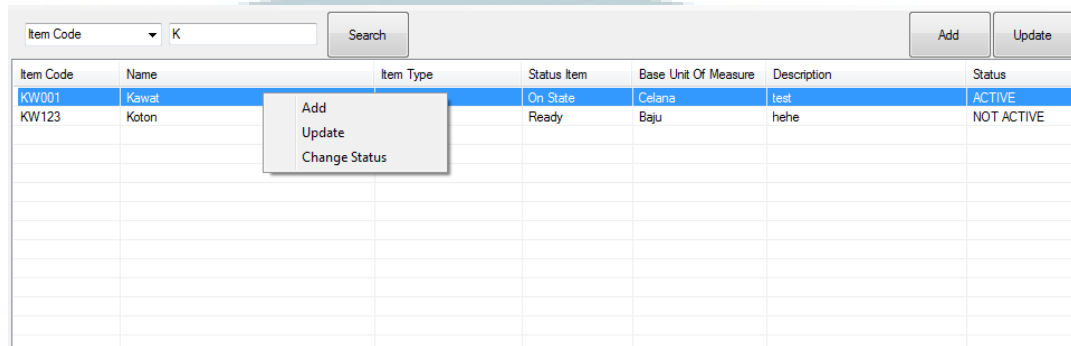 Item Code K Search Add Update
Item Code Name Item Type Status Item Base Unit Of Measure Description Status
KW001 Kawat On State Celana test ACTIVE
KW123 Koton Ready Baju hehe NOT ACTIVE
Add
Update
Change Status